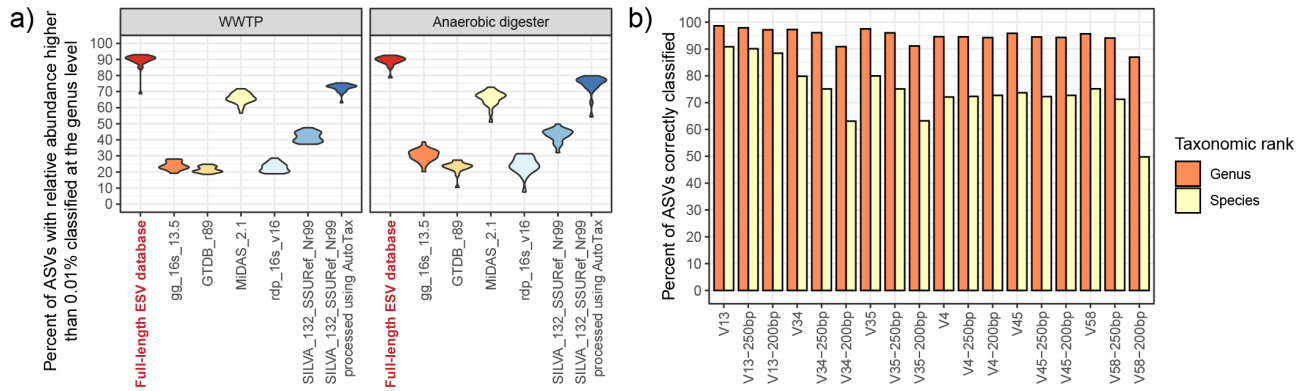 a)
WWTP
Anaerobic digester
Percent of ASVs with relative abundance higher
than 0.01% classified at the genus level
100
90
80
70
60
50
40
30
20
10
0
Full-length ESV database
gg_16s_13.5
GTDB_r89
MiDAS_2.1
rdp_16s_v16
SILVA_132_SSURef_Nr99
SILVA_132_SSURef_Nr99
processed using AutoTax
Full-length ESV database
gg_16s_13.5
GTDB_r89
MiDAS_2.1
rdp_16s_v16
SILVA_132_SSURef_Nr99
SILVA_132_SSURef_Nr99
processed using AutoTax
b)
Percent of ASVs correctly classified
100
90
80
70
60
50
40
30
20
10
0
V13
V13-250bp
V13-200bp
V34
V34-250bp
V34-200bp
V35
V35-250bp
V35-200bp
V4
V4-250bp
V4-200bp
V45
V45-250bp
V45-200bp
V58
V58-250bp
V58-200bp
Taxonomic rank
Genus
Species